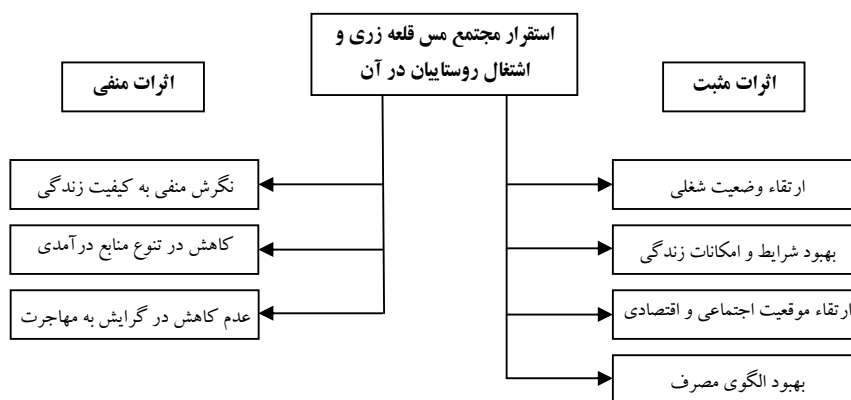 استقرار مجتمع مس قلعه زری و
اشتغال روستاییان در آن
اثرات مثبت
ارتقاء وضعیت شغلی
بهبود شرایط و امکانات زندگی
ارتقاء موقعیت اجتماعی و اقتصادی
بهبود الگوی مصرف
اثرات منفی
نگرش منفی به کیفیت زندگی
کاهش در تنوع منابع درآمدی
عدم کاهش در گرایش به مهاجرت